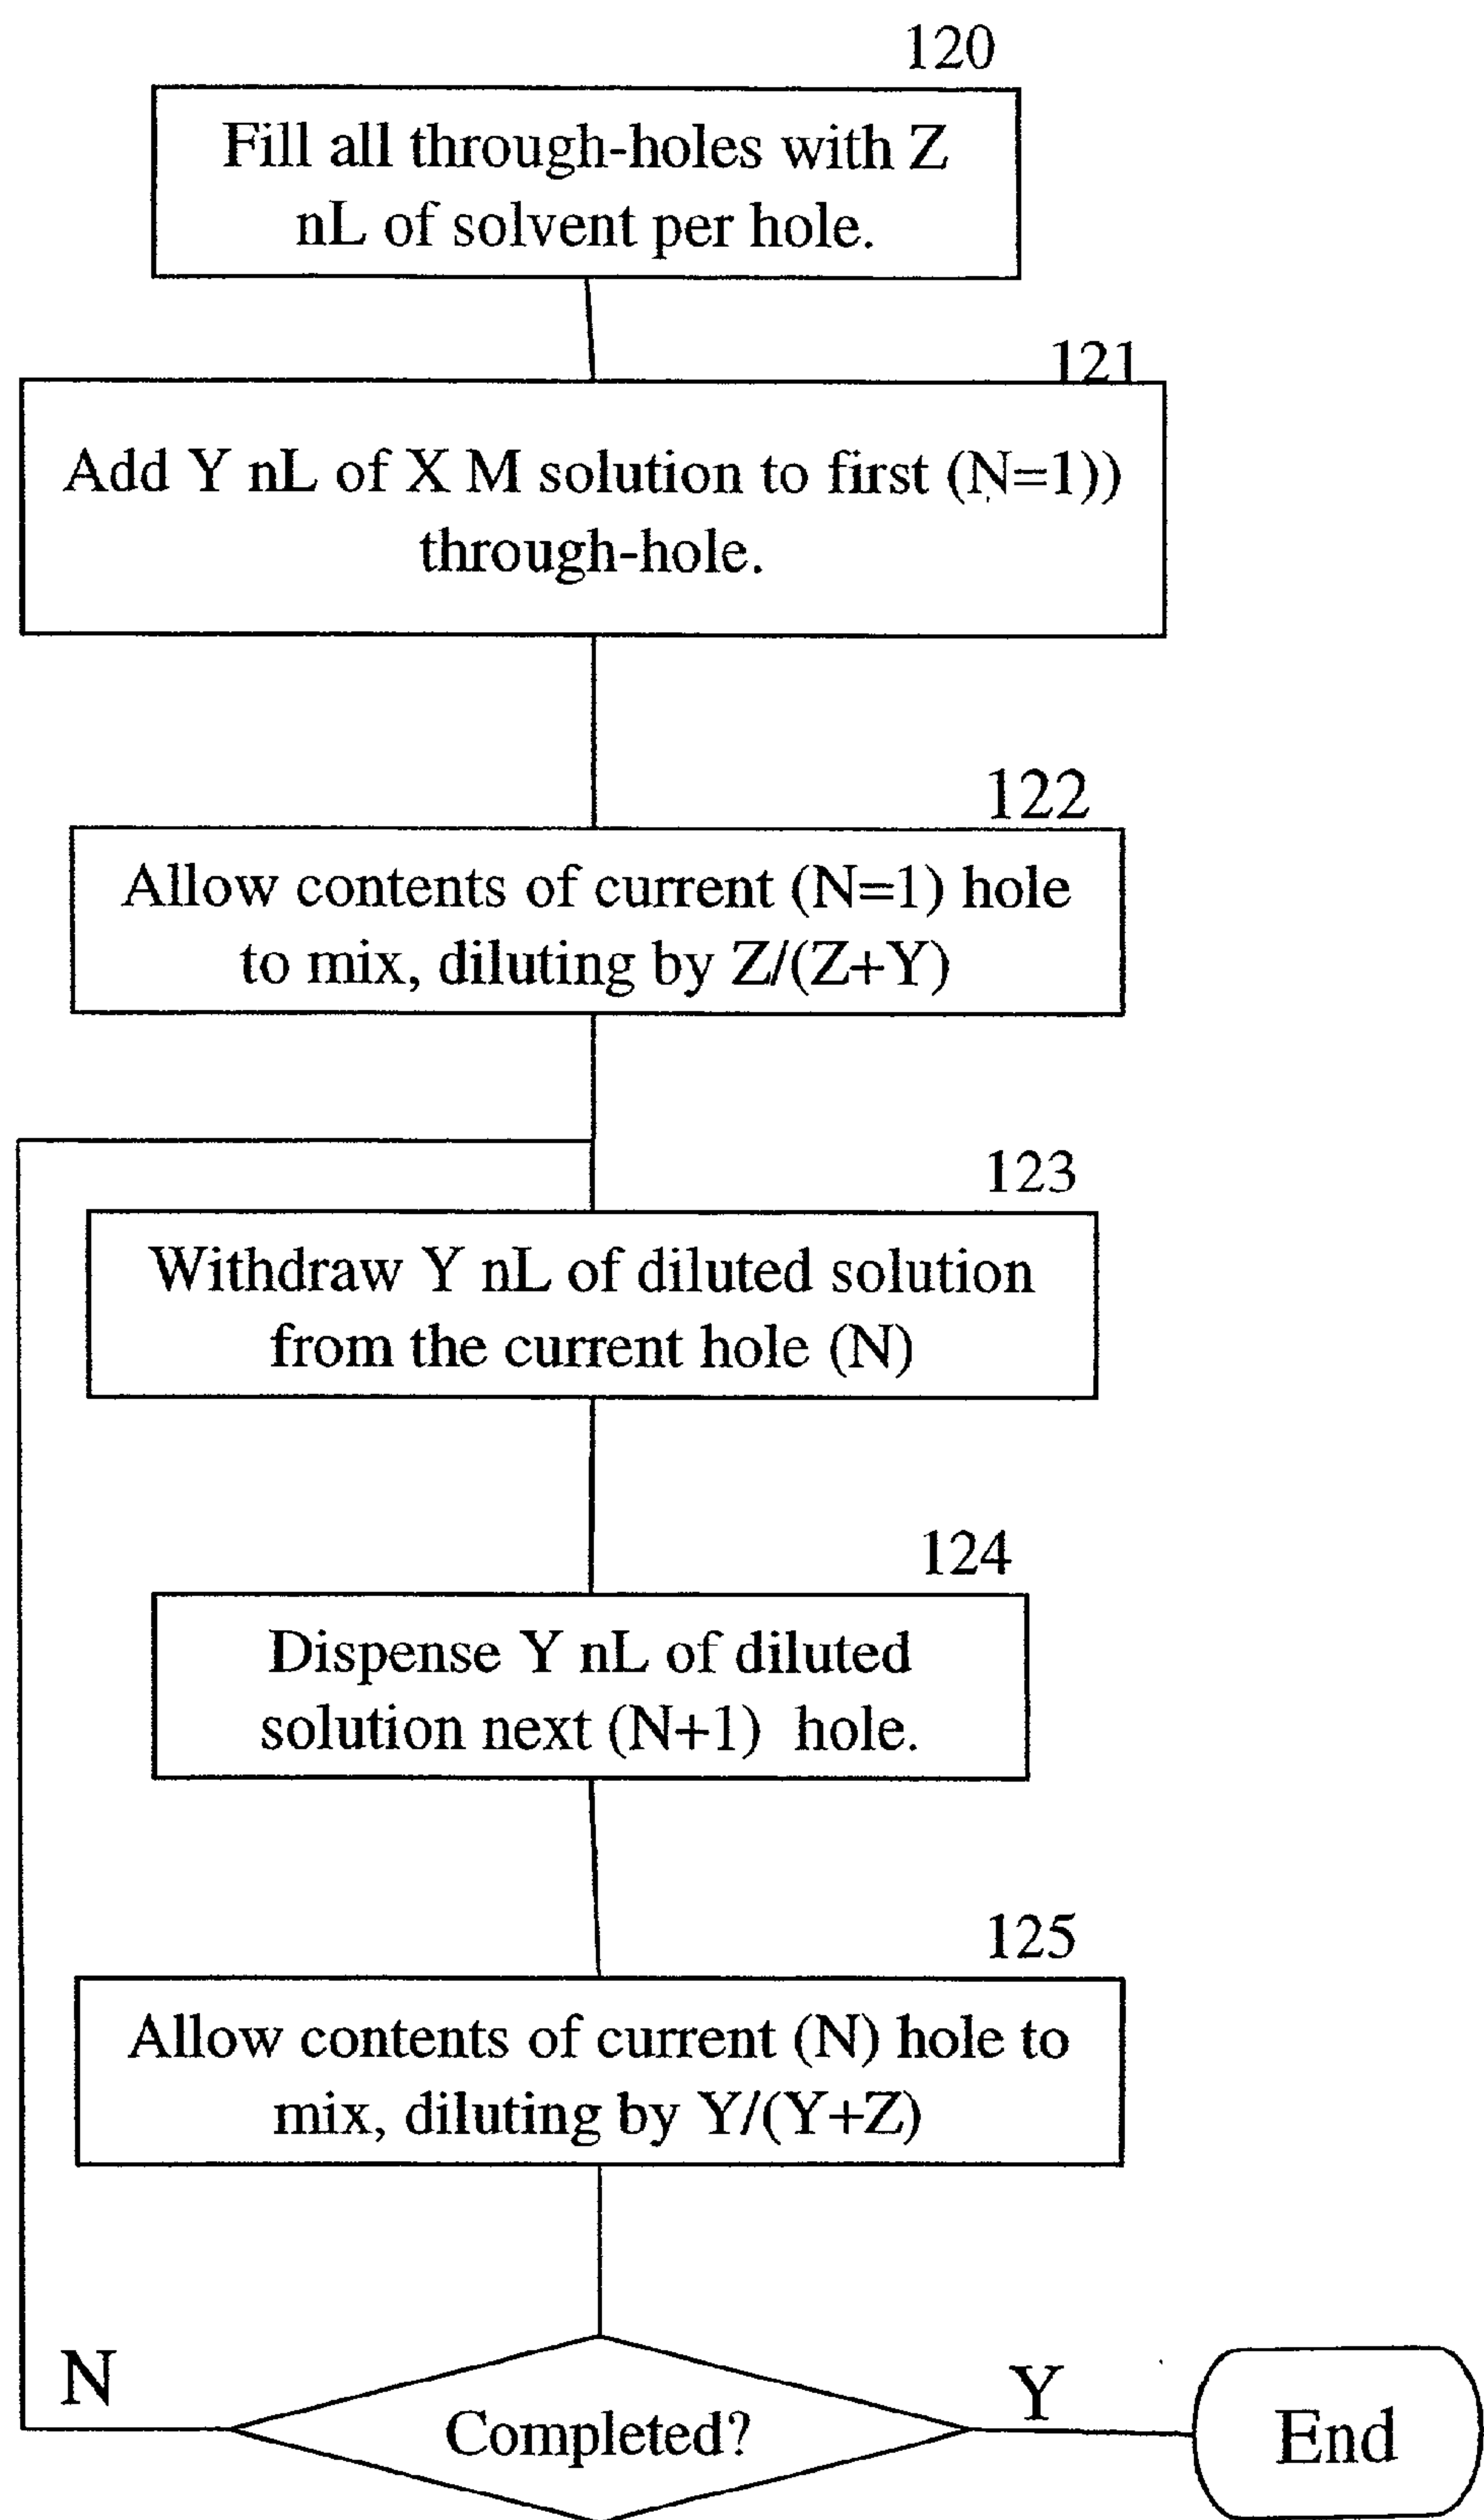 120
Fill all through-holes with Z
nL of solvent per hole.
121
Add Y nL of X M solution to first (N=1))
through-hole.
122
Allow contents of current (N=1) hole
to mix, diluting by Z/(Z+Y)
123
Withdraw Y nL of diluted solution
from the current hole (N)
124
Dispense Y nL of diluted
solution next (N+1) hole.
125
Allow contents of current (N) hole to
mix, diluting by Y/(Y+Z)
N
Completed?
Y
End